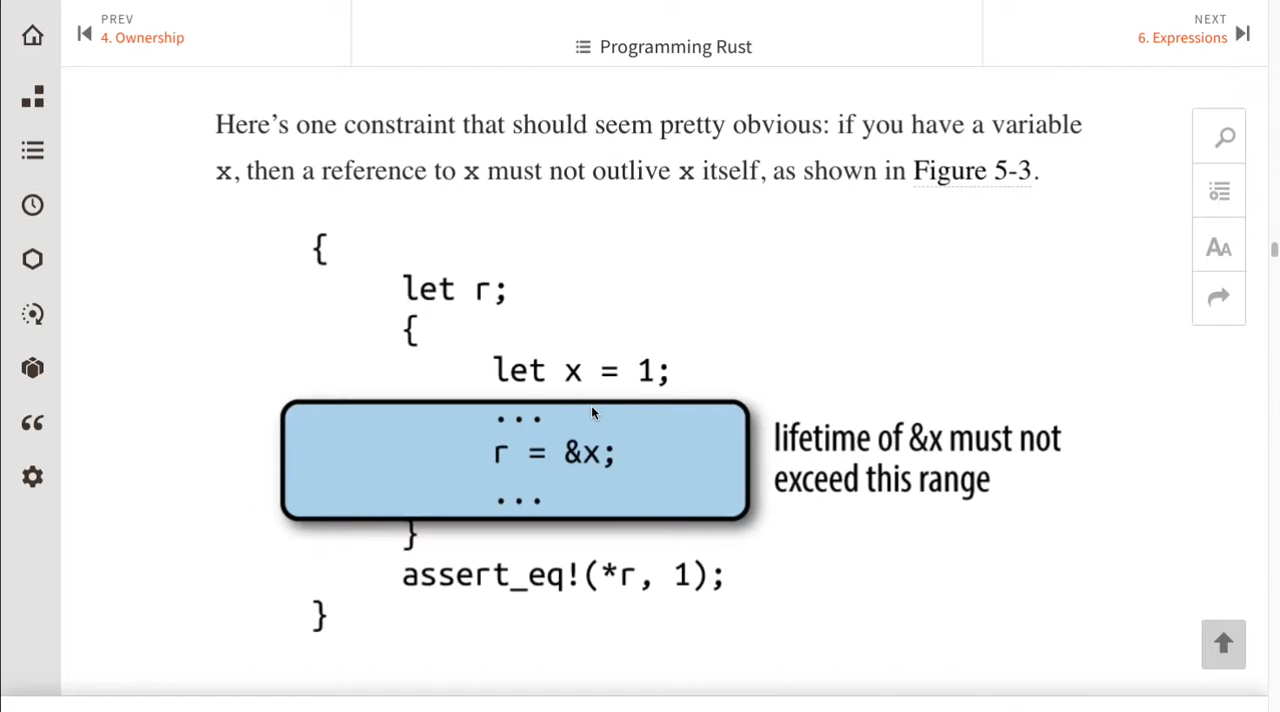 PREV
4. Ownership
Programming Rust
NEXT
6. Expressions
Here’s one constraint that should seem pretty obvious: if you have a variable
x, then a reference to x must not outlive x itself, as shown in Figure 5-3.
{
let r;
{
let x = 1;
...
r = &x;
...
}
assert_eq!(*r, 1);
}
lifetime of &x must not
exceed this range
AA